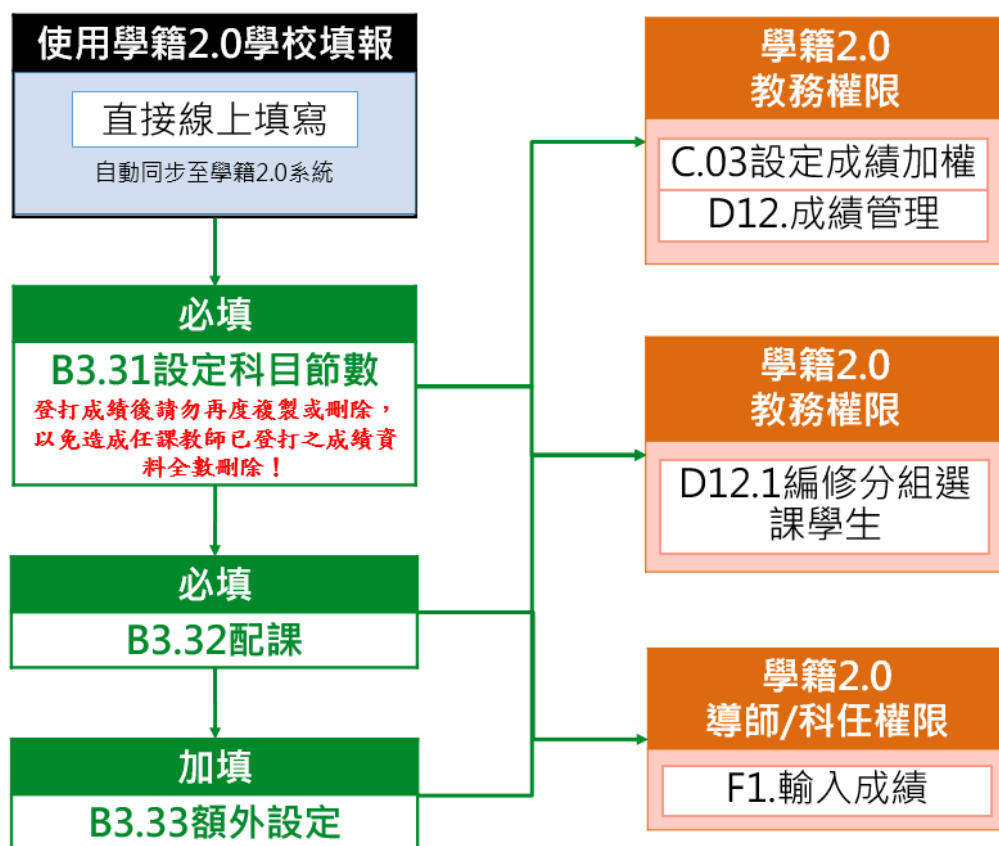 使用學籍2.0學校填報
直接線上填寫
自動同步至學籍2.0系統
必填
B3.31設定科目節數
登打成績後請勿再度複製或刪除，
以免造成任課教師已登打之成績資
料全數刪除！
必填
B3.32配課
加填
B3.33額外設定
學籍2.0
教務權限
C.03設定成績加權
D12.成績管理
學籍2.0
教務權限
D12.1編修分組選
課學生
學籍2.0
導師/科任權限
F1.輸入成績